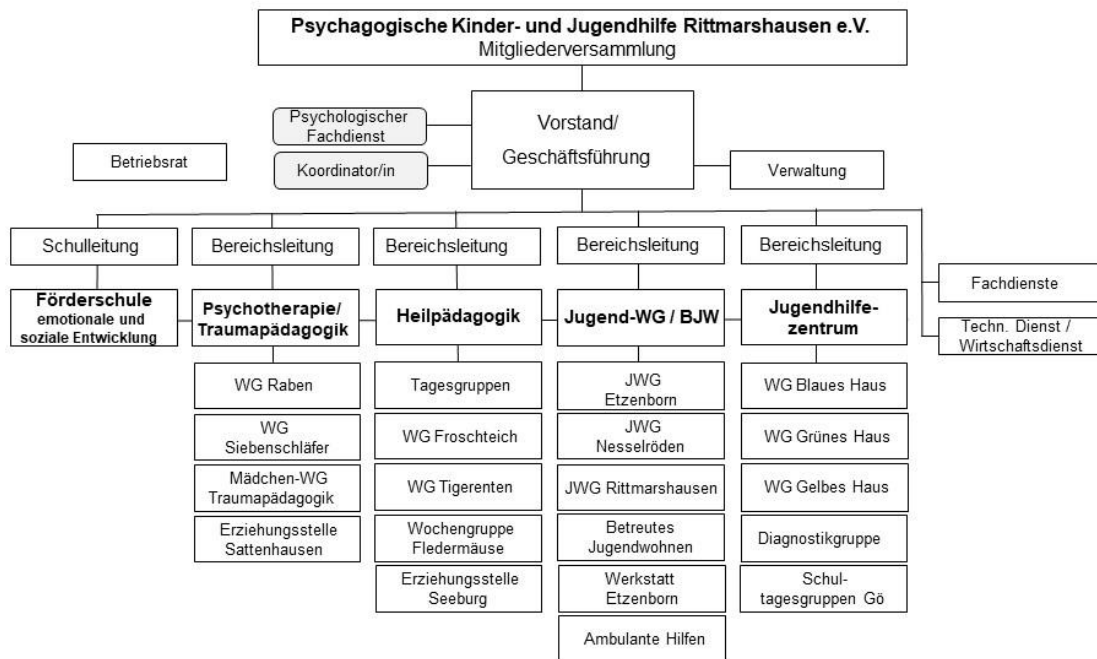 Psychagogische Kinder- und Jugendhilfe Rittmarshausen e.V.
Mitgliederversammlung
Psychologischer
Fachdienst
Koordinator/in
Vorstand/
Geschäftsführung
Betriebsrat
Verwaltung
Schulleitung
Bereichsleitung
Bereichsleitung
Bereichsleitung
Bereichsleitung
Fachdienste
Techn. Dienst /
Wirtschaftsdienst
Förderschule
emotionale und
soziale Entwicklung
Psychotherapie/
Traumapädagogik
Heilpädagogik
Jugend-WG / BJW
Jugendhilfe-
zentrum
WG Raben
WG
Siebenschläfer
Mädchen-WG
Traumapädagogik
Erziehungsstelle
Sattenhausen
Tagesgruppen
WG Froschteich
WG Tigerenten
Wochengruppe
Fledermäuse
Erziehungsstelle
Seeburg
JWG
Etzenborn
JWG
Nesselröden
JWG Rittmarshausen
Betreutes
Jugendwohnen
Werkstatt
Etzenborn
Ambulante Hilfen
WG Blaues Haus
WG Grünes Haus
WG Gelbes Haus
Diagnostikgruppe
Schul-
tagesgruppen Gö